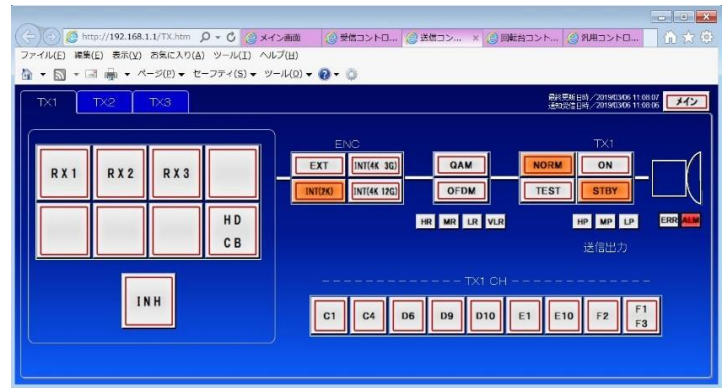 http://192.168.1.1/TX.htm
メイン画面
受信コントロ...
送信コン...
回転台コント...
汎用コントロ...
ファイル(F) 編集(E) 表示(V) お気に入り(A) ツール(T) ヘルプ(H)
ページ(P) セーフティ(S) ツール(O)
TX1 TX2 TX3
最終更新日時／2019/03/06 11:08:07
通知受信日時／2019/03/06 11:08:06
メイン
RX1 RX2 RX3
HD
CB
INH
ENC
EXT INT(4K 3G)
INT(2K) INT(4K 12G)
QAM
OFDM
HR MR LR VLR
TX1
NORM ON
TEST STBY
HP MP LP
送信出力
ERR ALM
TX1 CH
C1 C4 D6 D9 D10 E1 E10 F2 F1
F3